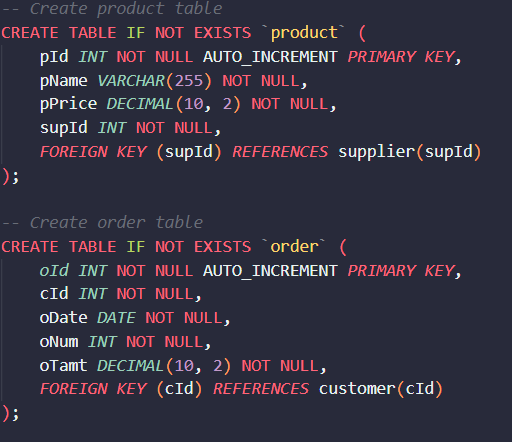 -- Create product table
CREATE TABLE IF NOT EXISTS `product` (
    pId INT NOT NULL AUTO_INCREMENT PRIMARY KEY,
    pName VARCHAR(255) NOT NULL,
    pPrice DECIMAL(10, 2) NOT NULL,
    supId INT NOT NULL,
    FOREIGN KEY (supId) REFERENCES supplier(supId)
);

-- Create order table
CREATE TABLE IF NOT EXISTS `order` (
    oId INT NOT NULL AUTO_INCREMENT PRIMARY KEY,
    cId INT NOT NULL,
    oDate DATE NOT NULL,
    oNum INT NOT NULL,
    oTamt DECIMAL(10, 2) NOT NULL,
    FOREIGN KEY (cId) REFERENCES customer(cId)
);